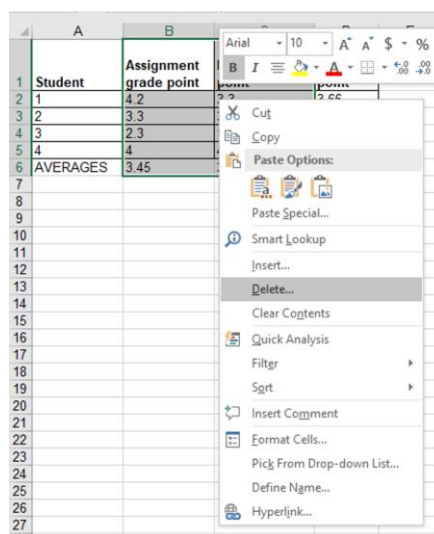 A B
Arial 10 A A $ %
B I A .00
Assignment
1 Student grade point point
2 1 4.2 3.66
3 2 3.3
4 3 2.3
5 4 4
6 AVERAGES 3.45
7
8
9
10
11
12
13
14
15
16
17
18
19
20
21
22
23
24
25
26
27
Cut
Copy
Paste Options:
Paste Special...
Smart Lookup
Insert...
Delete...
Clear Contents
Quick Analysis
Filter
Sort
Insert Comment
Format Cells...
Pick From Drop-down List...
Define Name...
Hyperlink...